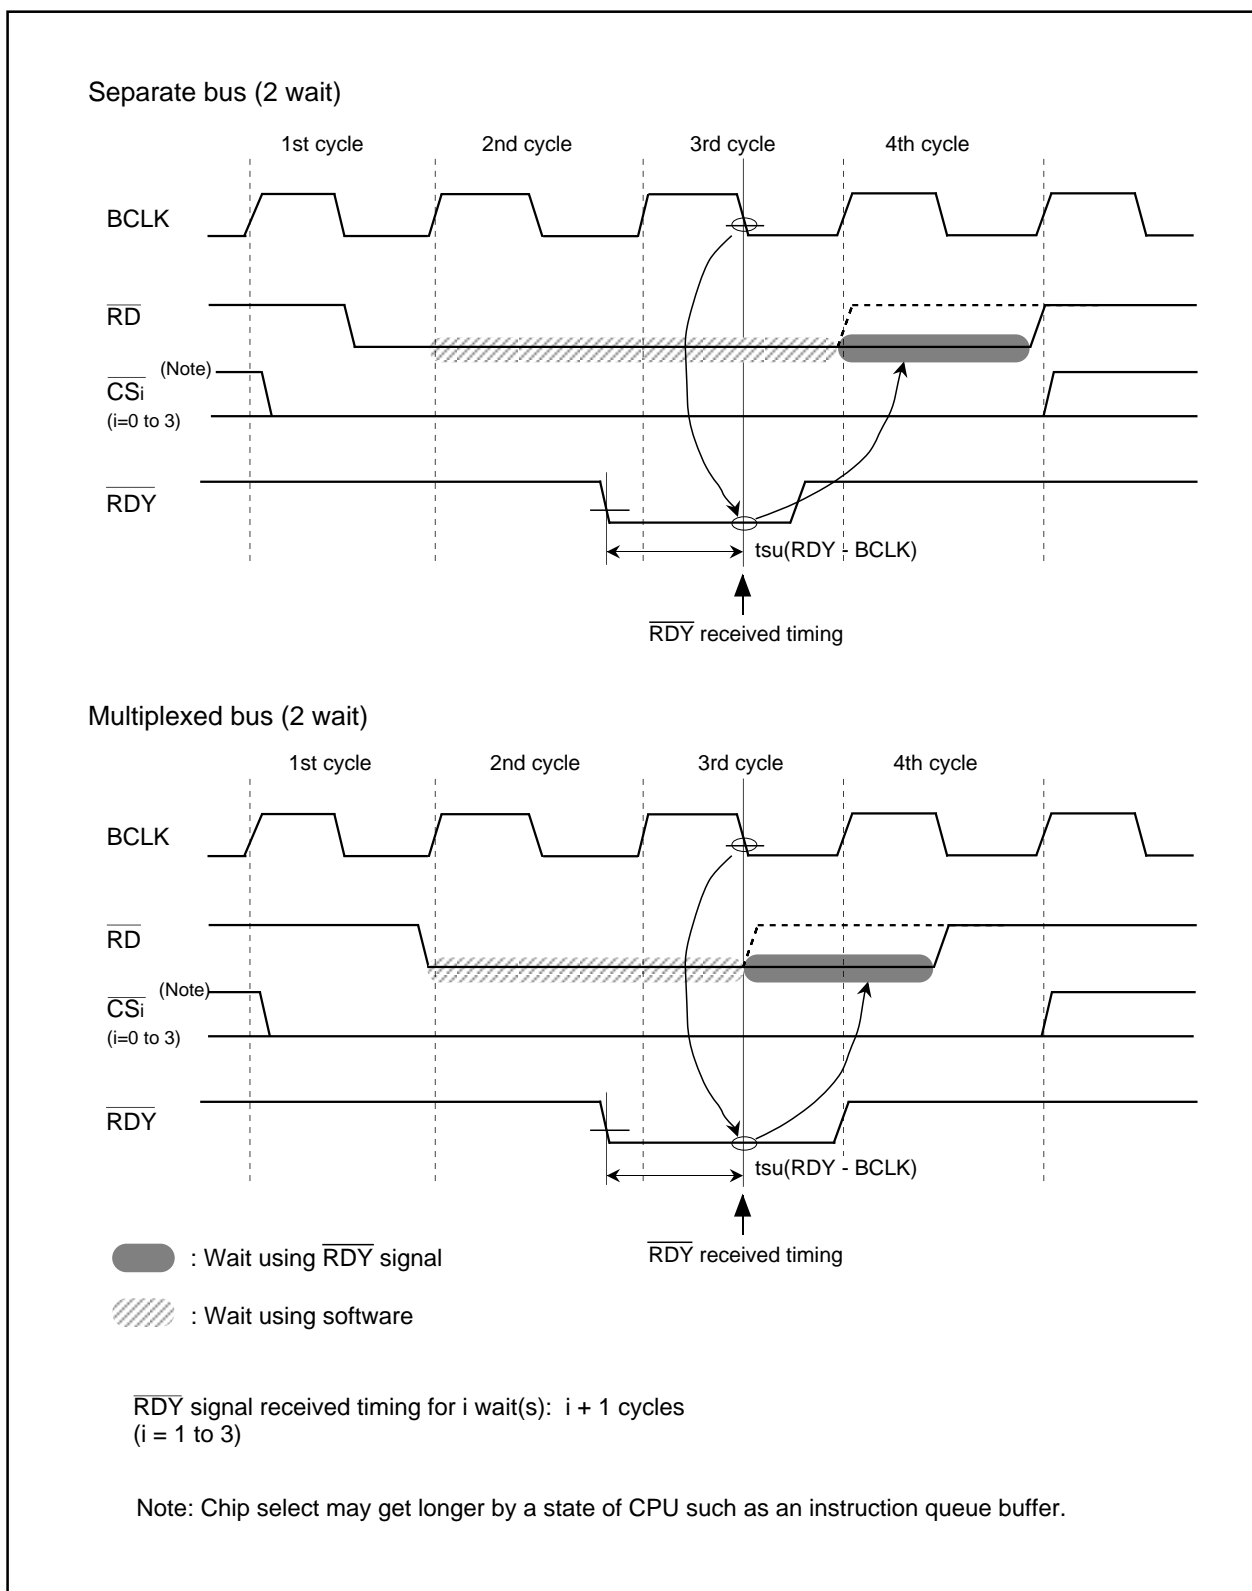 Separate bus (2 wait)
1st cycle 2nd cycle 3rd cycle 4th cycle
BCLK
RD
CSi (Note)
(i=0 to 3)
RDY
tsu(RDY - BCLK)
RDY received timing
Multiplexed bus (2 wait)
1st cycle 2nd cycle 3rd cycle 4th cycle
BCLK
RD
CSi (Note)
(i=0 to 3)
RDY
tsu(RDY - BCLK)
RDY received timing
: Wait using RDY signal
: Wait using software
RDY signal received timing for i wait(s): i + 1 cycles
(i = 1 to 3)
Note: Chip select may get longer by a state of CPU such as an instruction queue buffer.